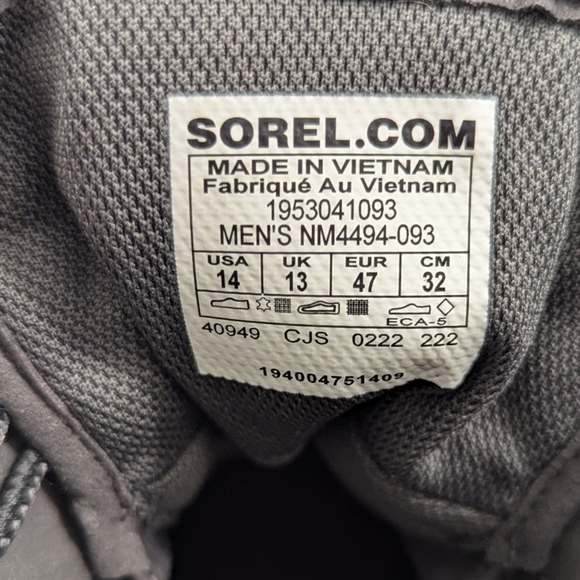 SOREL.COM
MADE IN VIETNAM
Fabriqué Au Vietnam
1953041093
MEN'S NM4494-093
USA UK EUR CM
14 13 47 32
ECA-5
40949 CJS 0222 222
194004751409